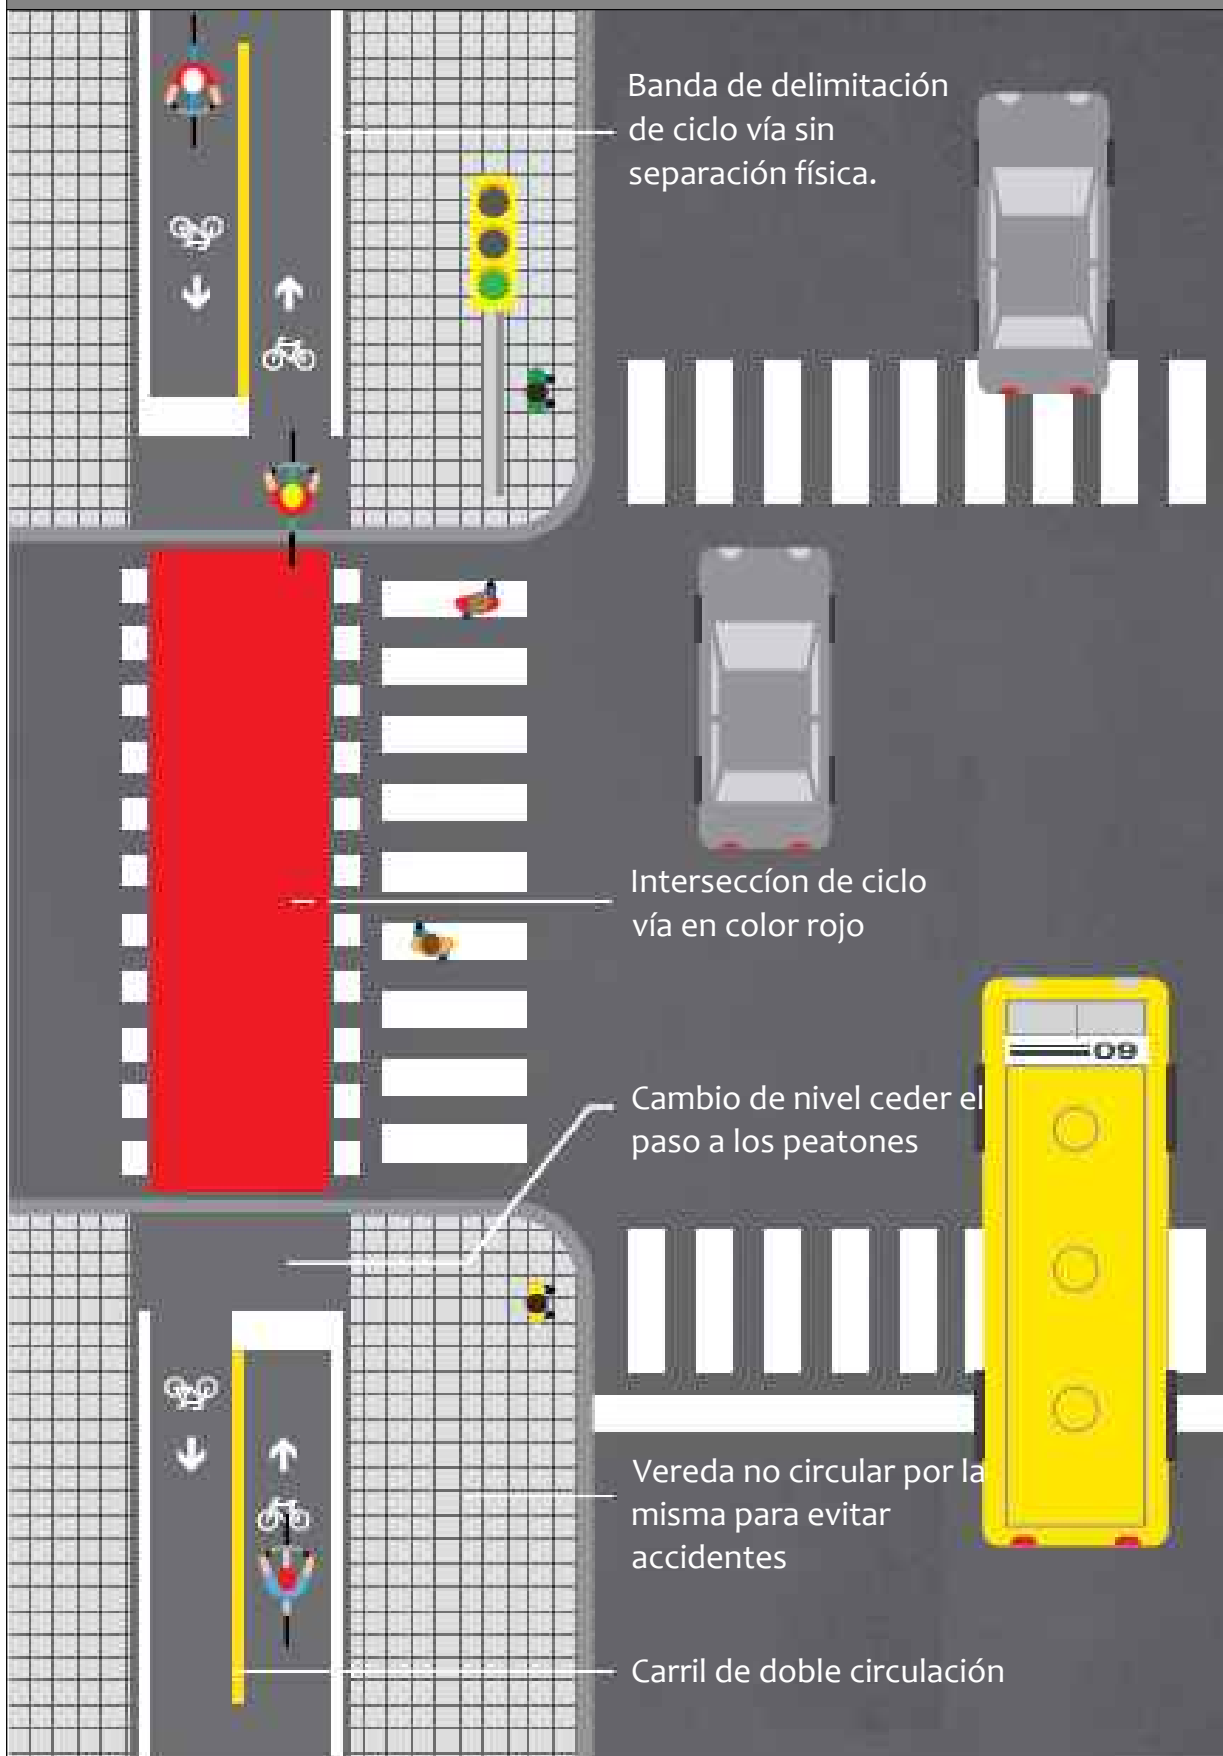 Banda de delimitación
de ciclo vía sin
separación física.
Interseccíon de ciclo
vía en color rojo
09
Cambio de nivel ceder el
paso a los peatones
Vereda no circular por la
misma para evitar
accidentes
Carril de doble circulación